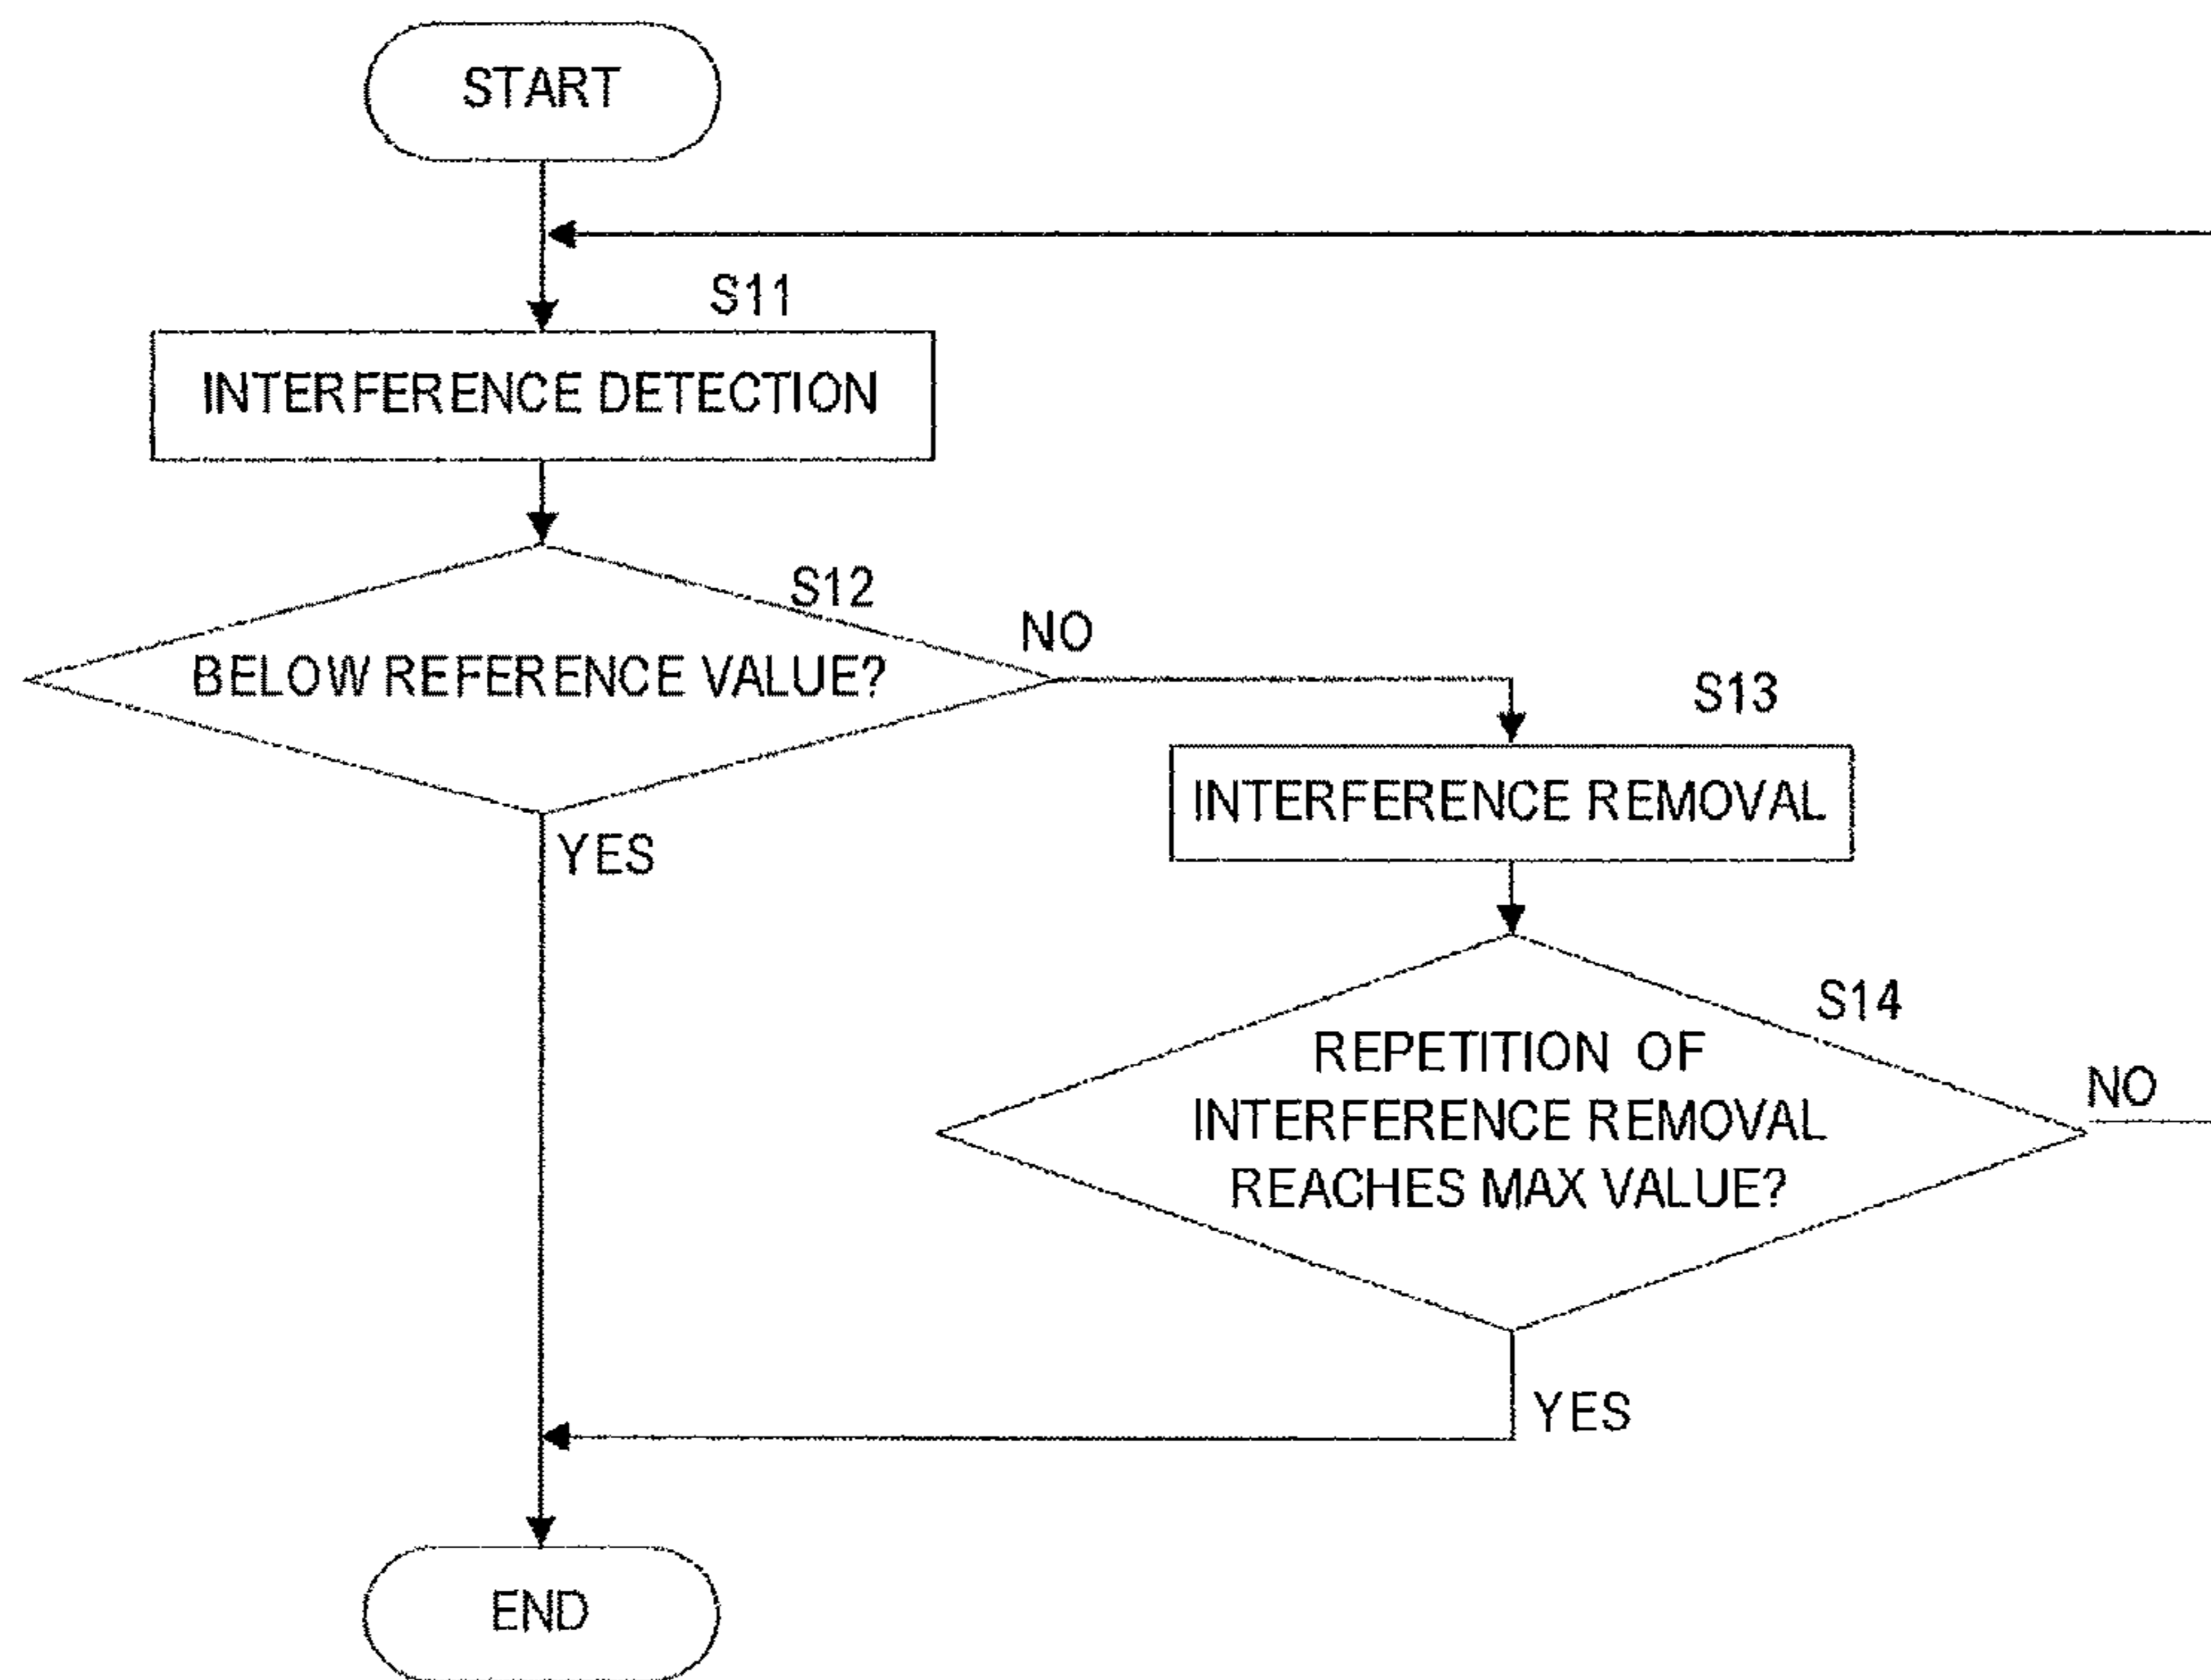 START
S11
INTERFERENCE DETECTION
S12
NO
BELOW REFERENCE VALUE?
YES
S13
INTERFERENCE REMOVAL
S14
REPETITION OF
INTERFERENCE REMOVAL
REACHES MAX VALUE?
NO
YES
END